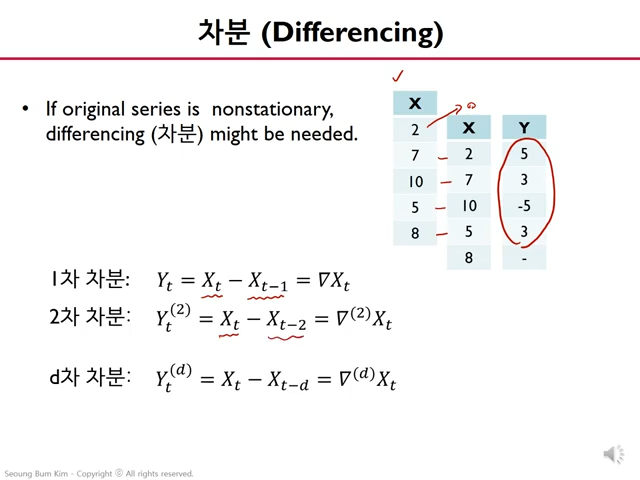 차분 (Differencing)
• If original series is nonstationary,
differencing (차분) might be needed.
X
2
7
10
5
8
X Y
2 5
7 3
10 -5
5 3
8 -
1차 차분: Y_t = X_t − X_{t−1} = ∇X_t
2차 차분: Y_t^{(2)} = X_t − X_{t−2} = ∇^{(2)}X_t
d차 차분: Y_t^{(d)} = X_t − X_{t−d} = ∇^{(d)}X_t
Seoung Bum Kim - Copyright ⓒ All rights reserved.